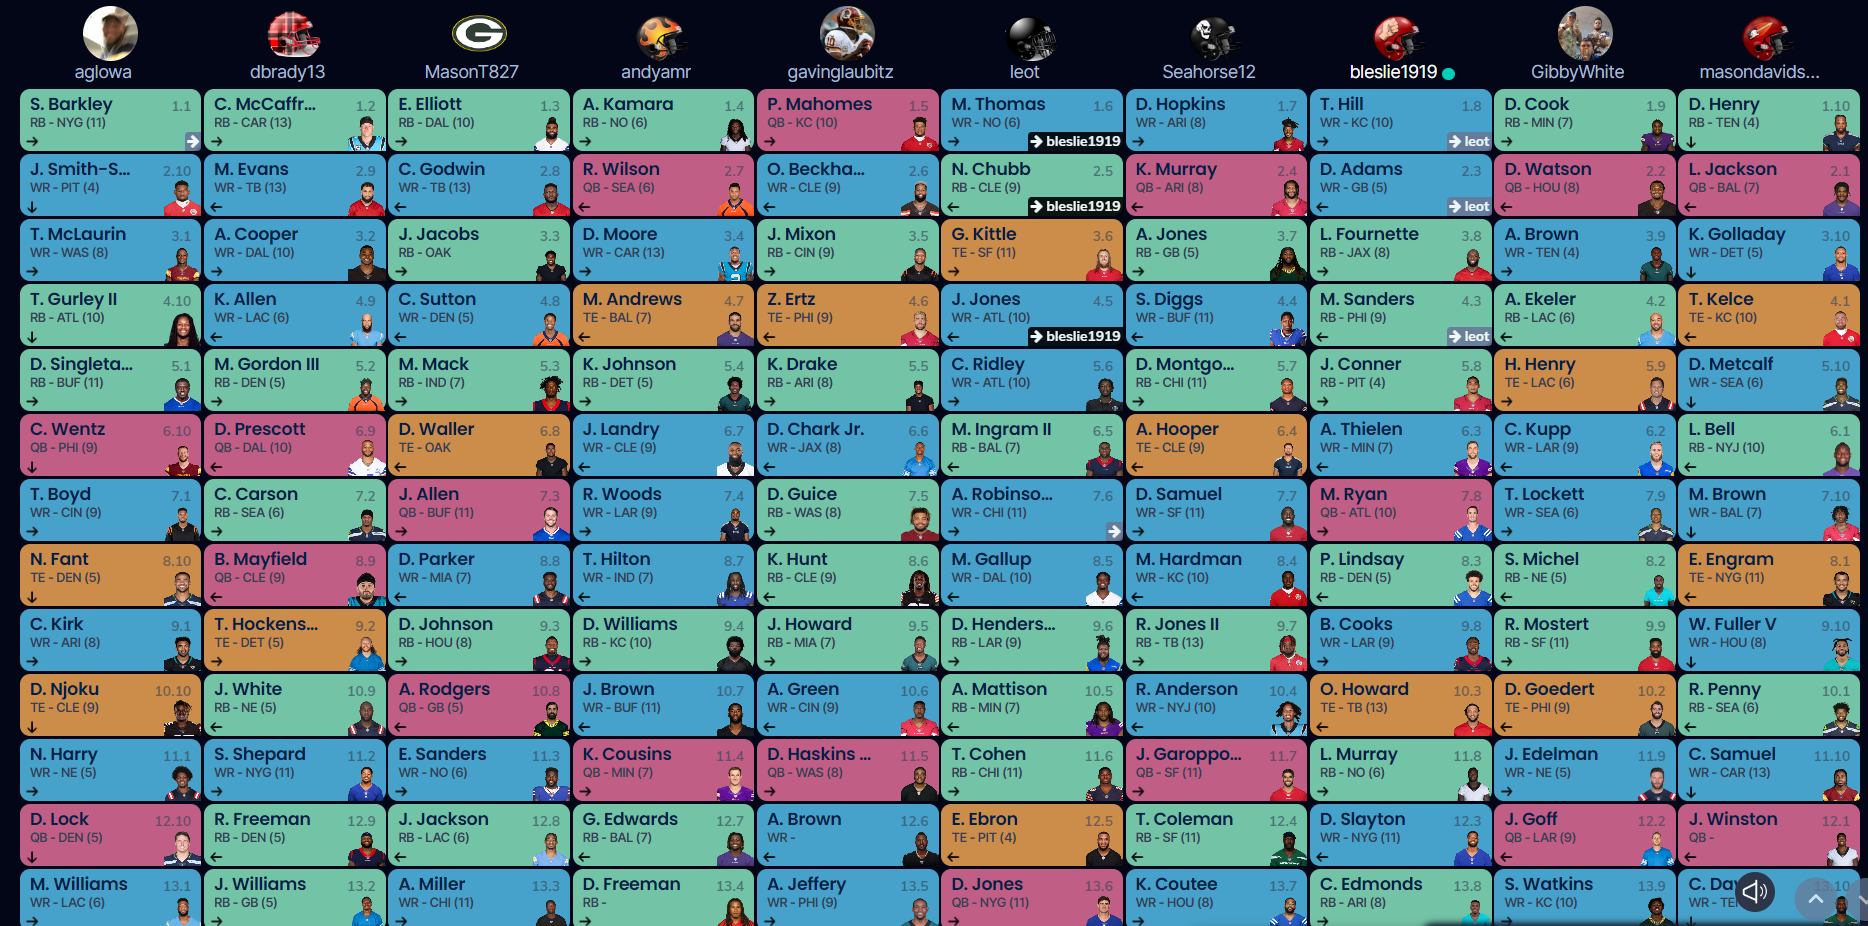 aglowa
dbrady13
MasonT827
andyamr
gavinglaubitz
leot
Seahorse12
bleslie1919
GibbyWhite
masondavids...
S. Barkley 1.1
RB - NYG (11)
C. McCaffr... 1.2
RB - CAR (13)
E. Elliott 1.3
RB - DAL (10)
A. Kamara 1.4
RB - NO (6)
P. Mahomes 1.5
QB - KC (10)
M. Thomas 1.6
WR - NO (6)
bleslie1919
D. Hopkins 1.7
WR - ARI (8)
T. Hill 1.8
WR - KC (10)
leot
D. Cook 1.9
RB - MIN (7)
D. Henry 1.10
RB - TEN (4)
J. Smith-S... 2.10
WR - PIT (4)
M. Evans 2.9
WR - TB (13)
C. Godwin 2.8
WR - TB (13)
R. Wilson 2.7
QB - SEA (6)
O. Beckha... 2.6
WR - CLE (9)
N. Chubb 2.5
RB - CLE (9)
bleslie1919
K. Murray 2.4
QB - ARI (8)
D. Adams 2.3
WR - GB (5)
leot
D. Watson 2.2
QB - HOU (8)
L. Jackson 2.1
QB - BAL (7)
T. McLaurin 3.1
WR - WAS (8)
A. Cooper 3.2
WR - DAL (10)
J. Jacobs 3.3
RB - OAK
D. Moore 3.4
WR - CAR (13)
J. Mixon 3.5
RB - CIN (9)
G. Kittle 3.6
TE - SF (11)
A. Jones 3.7
RB - GB (5)
L. Fournette 3.8
RB - JAX (8)
A. Brown 3.9
WR - TEN (4)
K. Golladay 3.10
WR - DET (5)
T. Gurley II 4.10
RB - ATL (10)
K. Allen 4.9
WR - LAC (6)
C. Sutton 4.8
WR - DEN (5)
M. Andrews 4.7
TE - BAL (7)
Z. Ertz 4.6
TE - PHI (9)
J. Jones 4.5
WR - ATL (10)
bleslie1919
S. Diggs 4.4
WR - BUF (11)
M. Sanders 4.3
RB - PHI (9)
leot
A. Ekeler 4.2
RB - LAC (6)
T. Kelce 4.1
TE - KC (10)
D. Singleta... 5.1
RB - BUF (11)
M. Gordon III 5.2
RB - DEN (5)
M. Mack 5.3
RB - IND (7)
K. Johnson 5.4
RB - DET (5)
K. Drake 5.5
RB - ARI (8)
C. Ridley 5.6
WR - ATL (10)
D. Montgo... 5.7
RB - CHI (11)
J. Conner 5.8
RB - PIT (4)
H. Henry 5.9
TE - LAC (6)
D. Metcalf 5.10
WR - SEA (6)
C. Wentz 6.10
QB - PHI (9)
D. Prescott 6.9
QB - DAL (10)
D. Waller 6.8
TE - OAK
J. Landry 6.7
WR - CLE (9)
D. Chark Jr. 6.6
WR - JAX (8)
M. Ingram II 6.5
RB - BAL (7)
A. Hooper 6.4
TE - CLE (9)
A. Thielen 6.3
WR - MIN (7)
C. Kupp 6.2
WR - LAR (9)
L. Bell 6.1
RB - NYJ (10)
T. Boyd 7.1
WR - CIN (9)
C. Carson 7.2
RB - SEA (6)
J. Allen 7.3
QB - BUF (11)
R. Woods 7.4
WR - LAR (9)
D. Guice 7.5
RB - WAS (8)
A. Robinso... 7.6
WR - CHI (11)
D. Samuel 7.7
WR - SF (11)
M. Ryan 7.8
QB - ATL (10)
T. Lockett 7.9
WR - SEA (6)
M. Brown 7.10
WR - BAL (7)
N. Fant 8.10
TE - DEN (5)
B. Mayfield 8.9
QB - CLE (9)
D. Parker 8.8
WR - MIA (7)
T. Hilton 8.7
WR - IND (7)
K. Hunt 8.6
RB - CLE (9)
M. Gallup 8.5
WR - DAL (10)
M. Hardman 8.4
WR - KC (10)
P. Lindsay 8.3
RB - DEN (5)
S. Michel 8.2
RB - NE (5)
E. Engram 8.1
TE - NYG (11)
C. Kirk 9.1
WR - ARI (8)
T. Hockens... 9.2
TE - DET (5)
D. Johnson 9.3
RB - HOU (8)
D. Williams 9.4
RB - KC (10)
J. Howard 9.5
RB - MIA (7)
D. Henders... 9.6
RB - LAR (9)
R. Jones II 9.7
RB - TB (13)
B. Cooks 9.8
WR - LAR (9)
R. Mostert 9.9
RB - SF (11)
W. Fuller V 9.10
WR - HOU (8)
D. Njoku 10.10
TE - CLE (9)
J. White 10.9
RB - NE (5)
A. Rodgers 10.8
QB - GB (5)
J. Brown 10.7
WR - BUF (11)
A. Green 10.6
WR - CIN (9)
A. Mattison 10.5
RB - MIN (7)
R. Anderson 10.4
WR - NYJ (10)
O. Howard 10.3
TE - TB (13)
D. Goedert 10.2
TE - PHI (9)
R. Penny 10.1
RB - SEA (6)
N. Harry 11.1
WR - NE (5)
S. Shepard 11.2
WR - NYG (11)
E. Sanders 11.3
WR - NO (6)
K. Cousins 11.4
QB - MIN (7)
D. Haskins ... 11.5
QB - WAS (8)
T. Cohen 11.6
RB - CHI (11)
J. Garoppo... 11.7
QB - SF (11)
L. Murray 11.8
RB - NO (6)
J. Edelman 11.9
WR - NE (5)
C. Samuel 11.10
WR - CAR (13)
D. Lock 12.10
QB - DEN (5)
R. Freeman 12.9
RB - DEN (5)
J. Jackson 12.8
RB - LAC (6)
G. Edwards 12.7
RB - BAL (7)
A. Brown 12.6
WR -
E. Ebron 12.5
TE - PIT (4)
T. Coleman 12.4
RB - SF (11)
D. Slayton 12.3
WR - NYG (11)
J. Goff 12.2
QB - LAR (9)
J. Winston 12.1
QB -
M. Williams 13.1
WR - LAC (6)
J. Williams 13.2
RB - GB (5)
A. Miller 13.3
WR - CHI (11)
D. Freeman 13.4
RB -
A. Jeffery 13.5
WR - PHI (9)
D. Jones 13.6
QB - NYG (11)
K. Coutee 13.7
WR - HOU (8)
C. Edmonds 13.8
RB - ARI (8)
S. Watkins 13.9
WR - KC (10)
C. Da 13.10
WR - TE